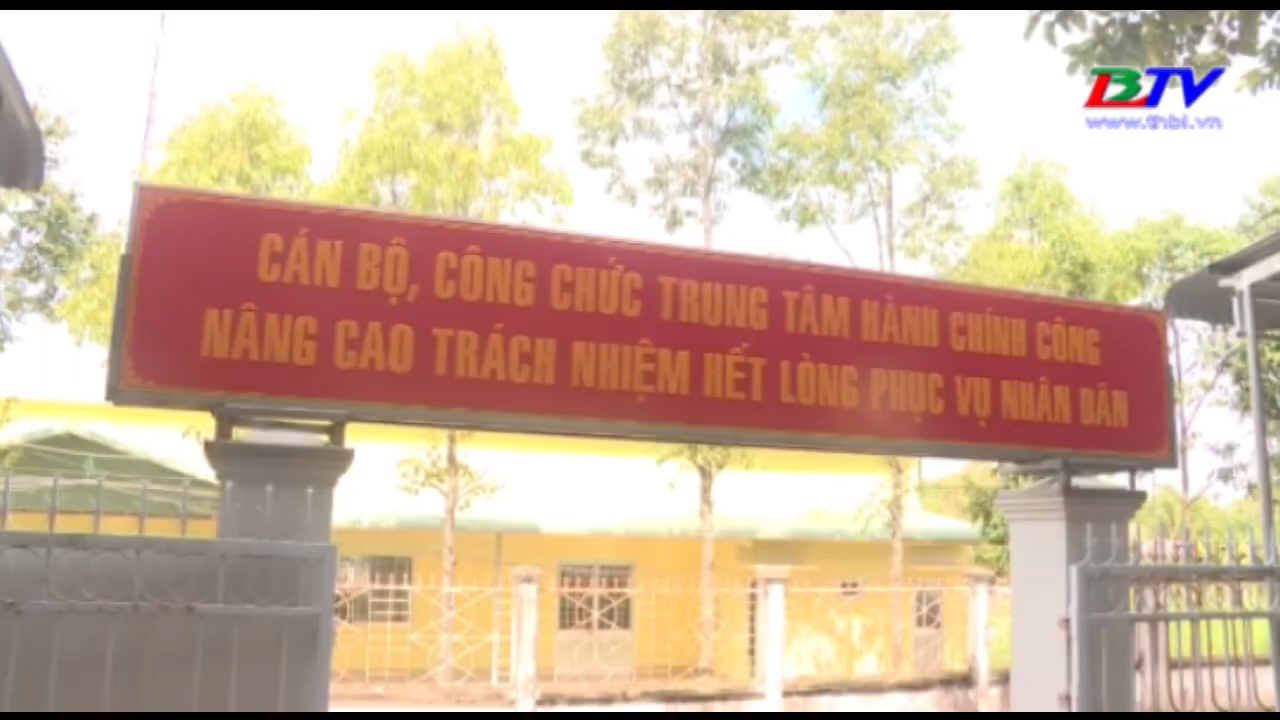 BTV
www.thbl.vn
CÁN BỘ, CÔNG CHỨC TRUNG TÂM HÀNH CHÍNH CÔNG
NÂNG CAO TRÁCH NHIỆM HẾT LÒNG PHỤC VỤ NHÂN DÂN